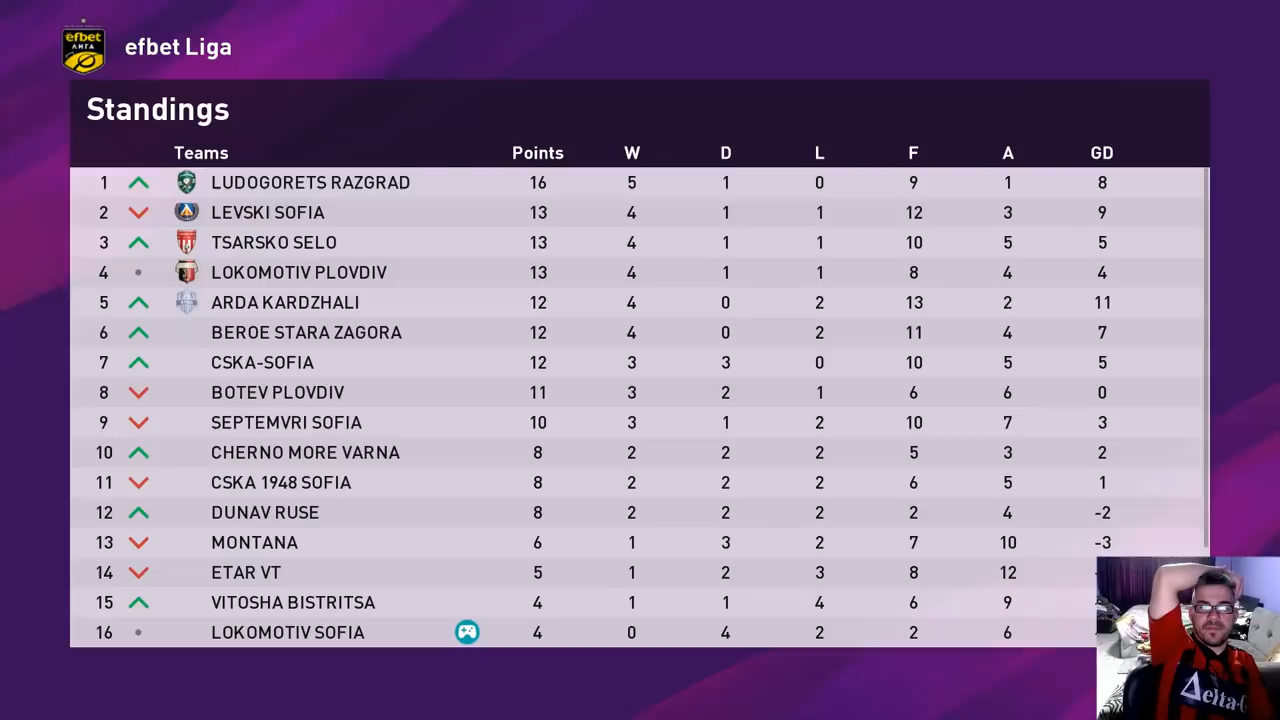 efbet
ЛИГА
efbet Liga
Standings
Teams Points W D L F A GD
1 LUDOGORETS RAZGRAD 16 5 1 0 9 1 8
2 LEVSKI SOFIA 13 4 1 1 12 3 9
3 TSARSKO SELO 13 4 1 1 10 5 5
4 LOKOMOTIV PLOVDIV 13 4 1 1 8 4 4
5 ARDA KARDZHALI 12 4 0 2 13 2 11
6 BEROE STARA ZAGORA 12 4 0 2 11 4 7
7 CSKA-SOFIA 12 3 3 0 10 5 5
8 BOTEV PLOVDIV 11 3 2 1 6 6 0
9 SEPTEMVRI SOFIA 10 3 1 2 10 7 3
10 CHERNO MORE VARNA 8 2 2 2 5 3 2
11 CSKA 1948 SOFIA 8 2 2 2 6 5 1
12 DUNAV RUSE 8 2 2 2 2 4 -2
13 MONTANA 6 1 3 2 7 10 -3
14 ETAR VT 5 1 2 3 8 12
15 VITOSHA BISTRITSA 4 1 1 4 6 9
16 LOKOMOTIV SOFIA 4 0 4 2 2 6
Delta-